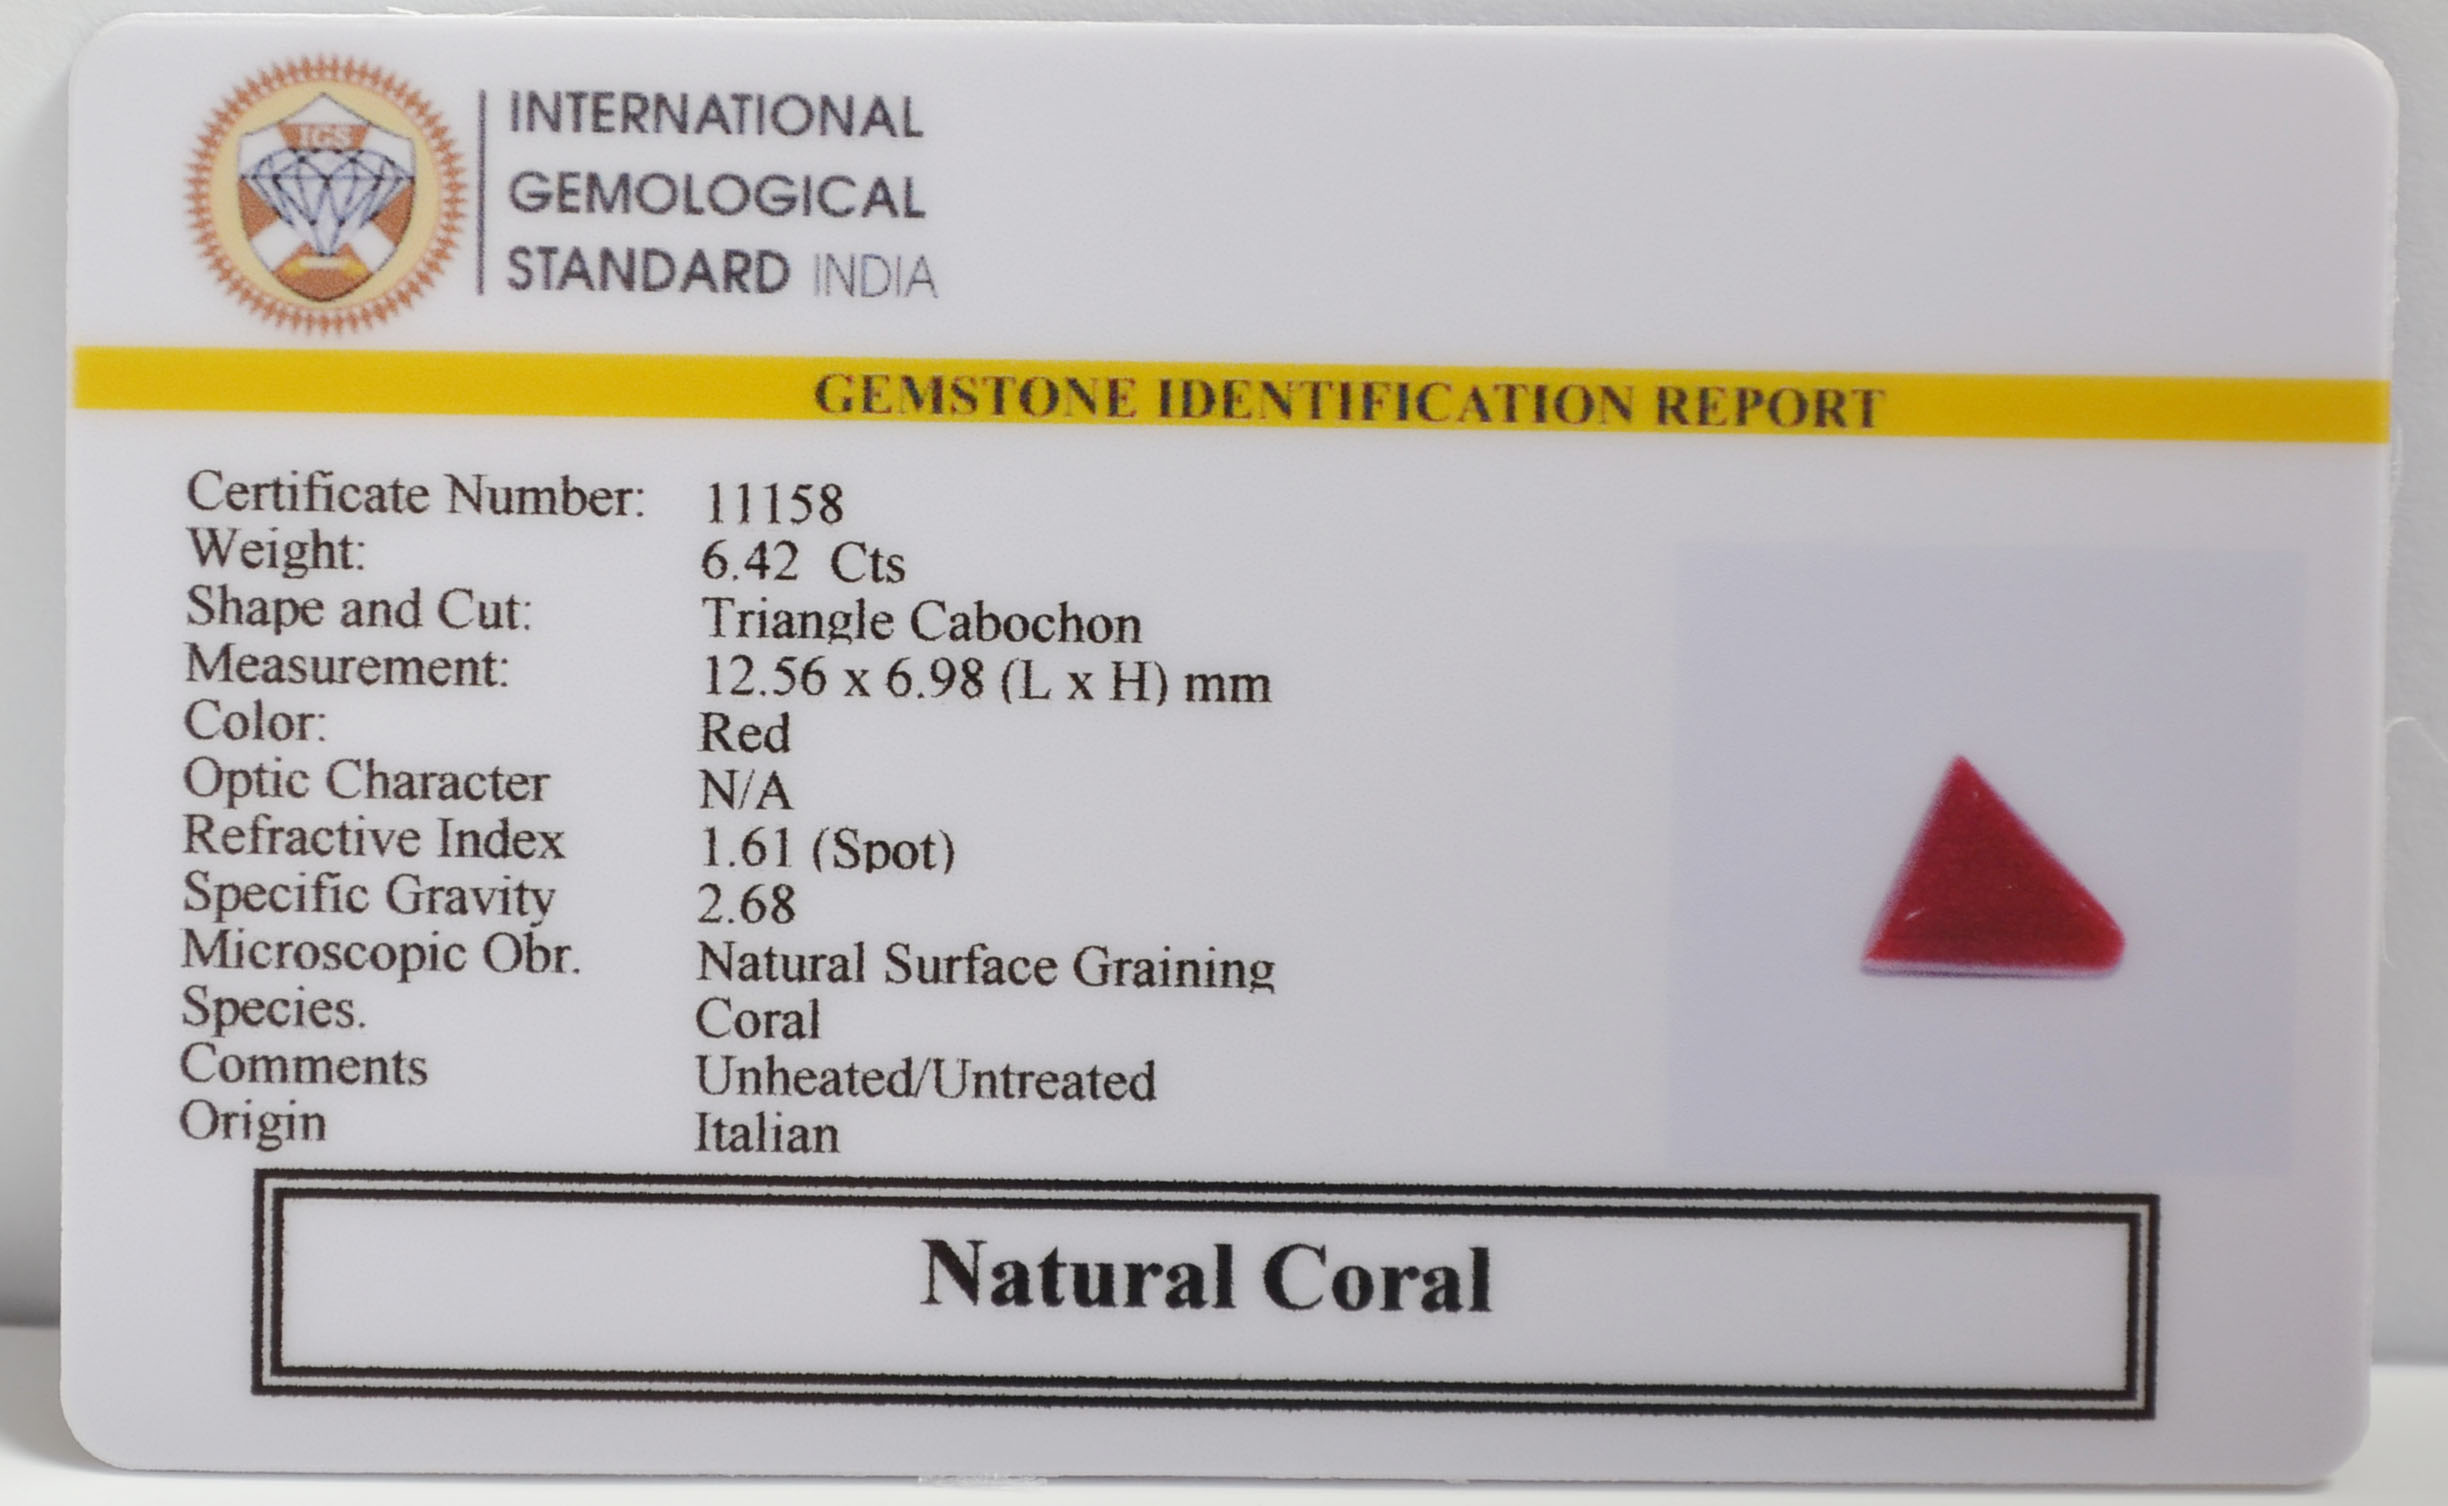 IGS
INTERNATIONAL
GEMOLOGICAL
STANDARD INDIA
GEMSTONE IDENTIFICATION REPORT
Certificate Number: 11158
Weight: 6.42 Cts
Shape and Cut: Triangle Cabochon
Measurement: 12.56 x 6.98 (L x H) mm
Color: Red
Optic Character N/A
Refractive Index 1.61 (Spot)
Specific Gravity 2.68
Microscopic Obr. Natural Surface Graining
Species. Coral
Comments Unheated/Untreated
Origin Italian
Natural Coral